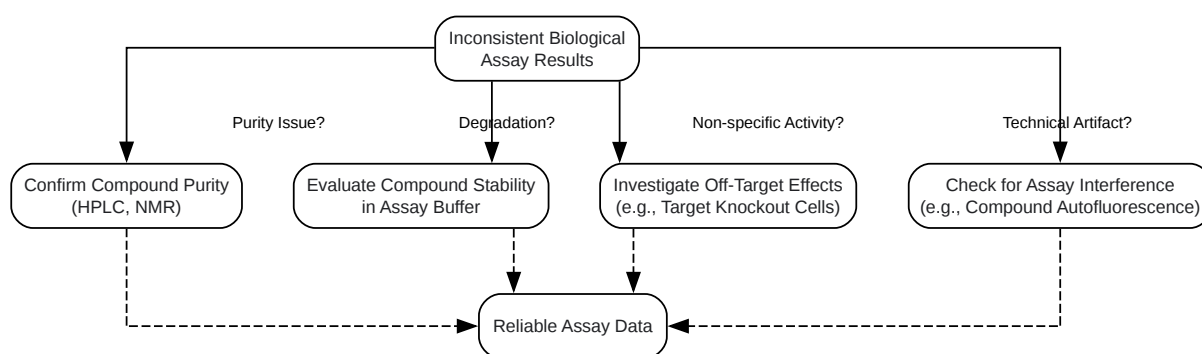 Inconsistent Biological
Assay Results
Purity Issue?
Degradation?
Non-specific Activity?
Technical Artifact?
Confirm Compound Purity
(HPLC, NMR)
Evaluate Compound Stability
in Assay Buffer
Investigate Off-Target Effects
(e.g., Target Knockout Cells)
Check for Assay Interference
(e.g., Compound Autofluorescence)
Reliable Assay Data